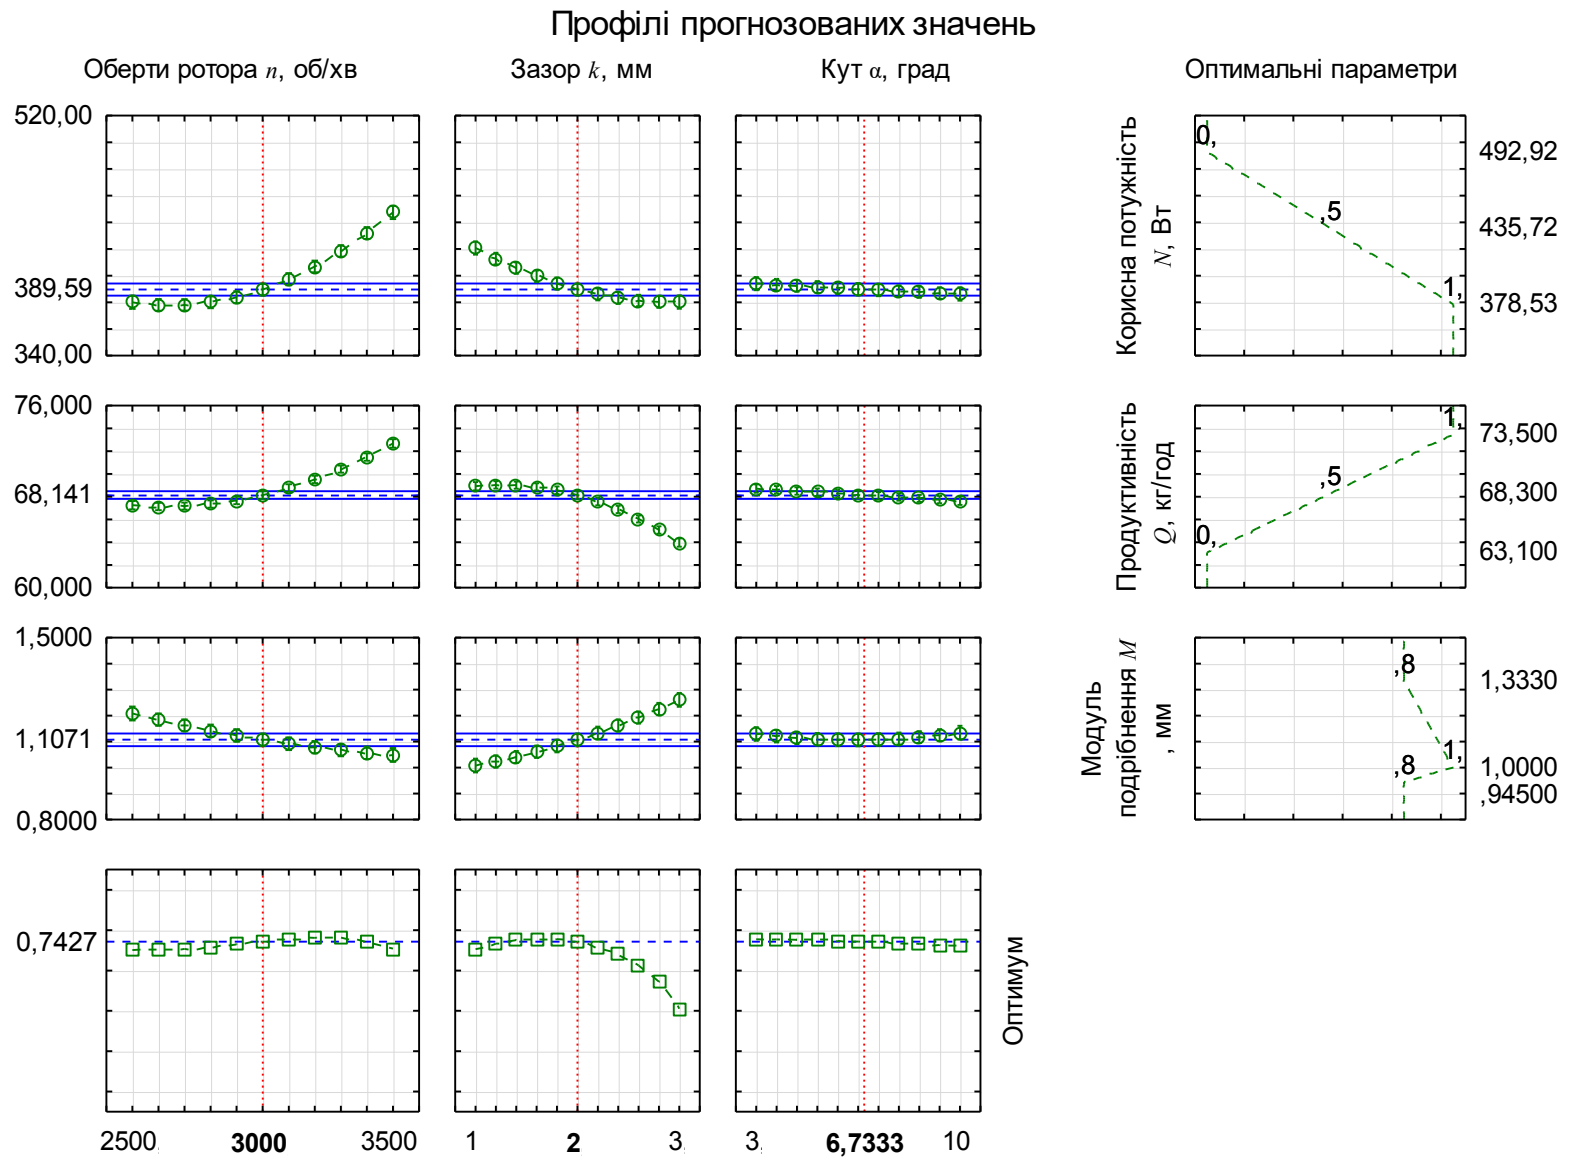 Профілі прогнозованих значень
Оберти ротора n, об/хв
Зазор k, мм
Кут α, град
Оптимальні параметри
520,00
389,59
340,00
Корисна потужність
N, Вт
0,
,5
1,
492,92
435,72
378,53
76,000
68,141
60,000
Продуктивність
Q, кг/год
1,
,5
0,
73,500
68,300
63,100
1,5000
1,1071
0,8000
Модуль
подрібнення M
, мм
,8
1,
,8
1,3330
1,0000
,94500
0,7427
Оптимум
2500,
3000
3500
1
2
3,
3,
6,7333
10